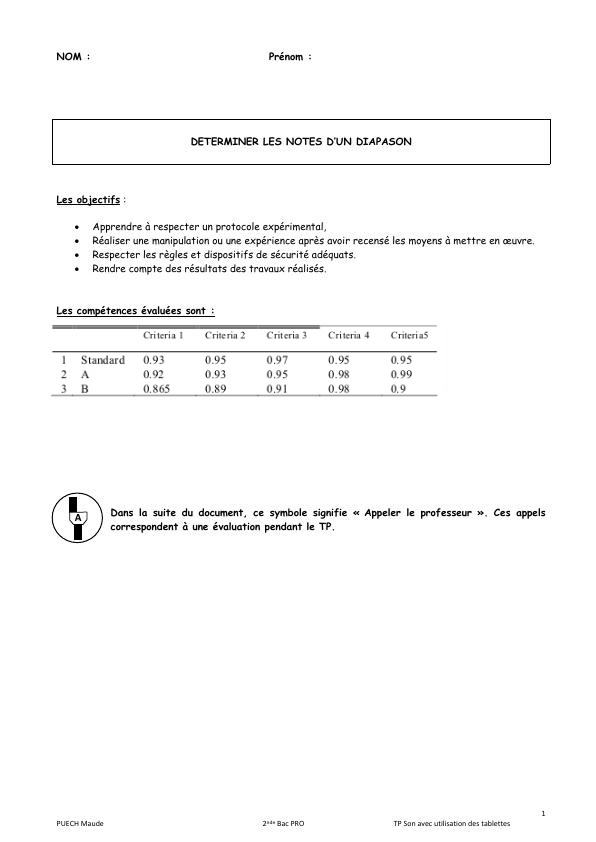 NOM : Prénom :
DETERMINER LES NOTES D'UN DIAPASON
Les objectifs :
• Apprendre à respecter un protocole expérimental,
• Réaliser une manipulation ou une expérience après avoir recensé les moyens à mettre en œuvre.
• Respecter les règles et dispositifs de sécurité adéquats.
• Rendre compte des résultats des travaux réalisés.
Les compétences évaluées sont :
Criteria 1 Criteria 2 Criteria 3 Criteria 4 Criteria5
1 Standard 0.93 0.95 0.97 0.95 0.95
2 A 0.92 0.93 0.95 0.98 0.99
3 B 0.865 0.89 0.91 0.98 0.9
A
Dans la suite du document, ce symbole signifie « Appeler le professeur ». Ces appels
correspondent à une évaluation pendant le TP.
1
PUECH Maude 2nde Bac PRO TP Son avec utilisation des tablettes